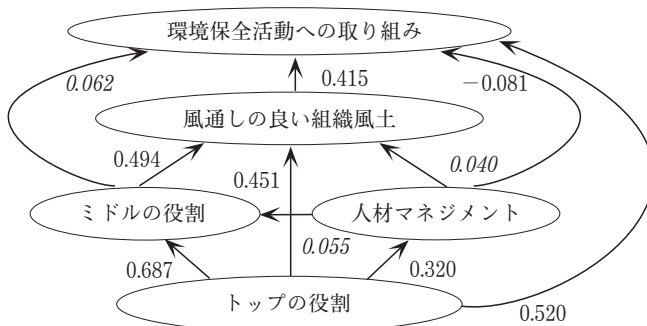 環境保全活動への取り組み
0.062
0.415
−0.081
風通しの良い組織風土
0.494
0.451
0.040
ミドルの役割
人材マネジメント
0.055
0.687
0.320
トップの役割
0.520